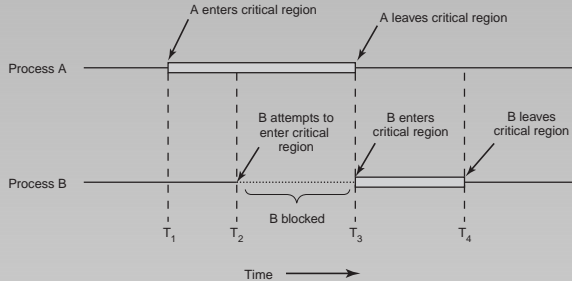 A enters critical region
A leaves critical region
Process A
B attempts to
enter critical
region
B enters
critical region
B leaves
critical region
Process B
B blocked
T1
T2
T3
T4
Time